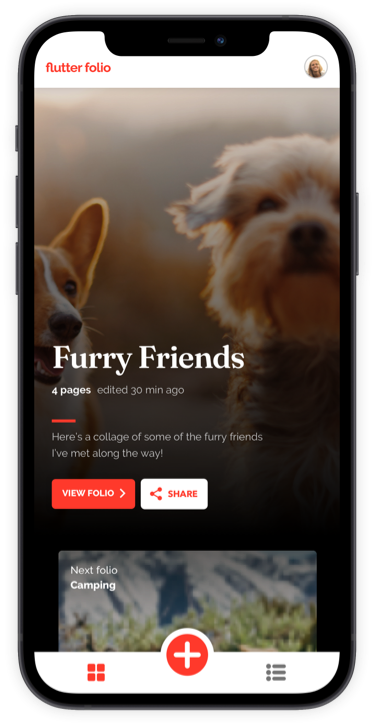 flutter folio
Furry Friends
4 pages edited 30 min ago
Here's a collage of some of the furry friends
I've met along the way!
VIEW FOLIO
SHARE
Next folio
Camping